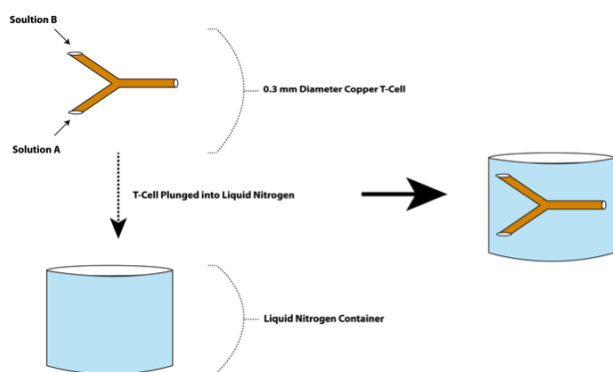 Soultion B
0.3 mm Diameter Copper T-Cell
Solution A
T-Cell Plunged into Liquid Nitrogen
Liquid Nitrogen Container